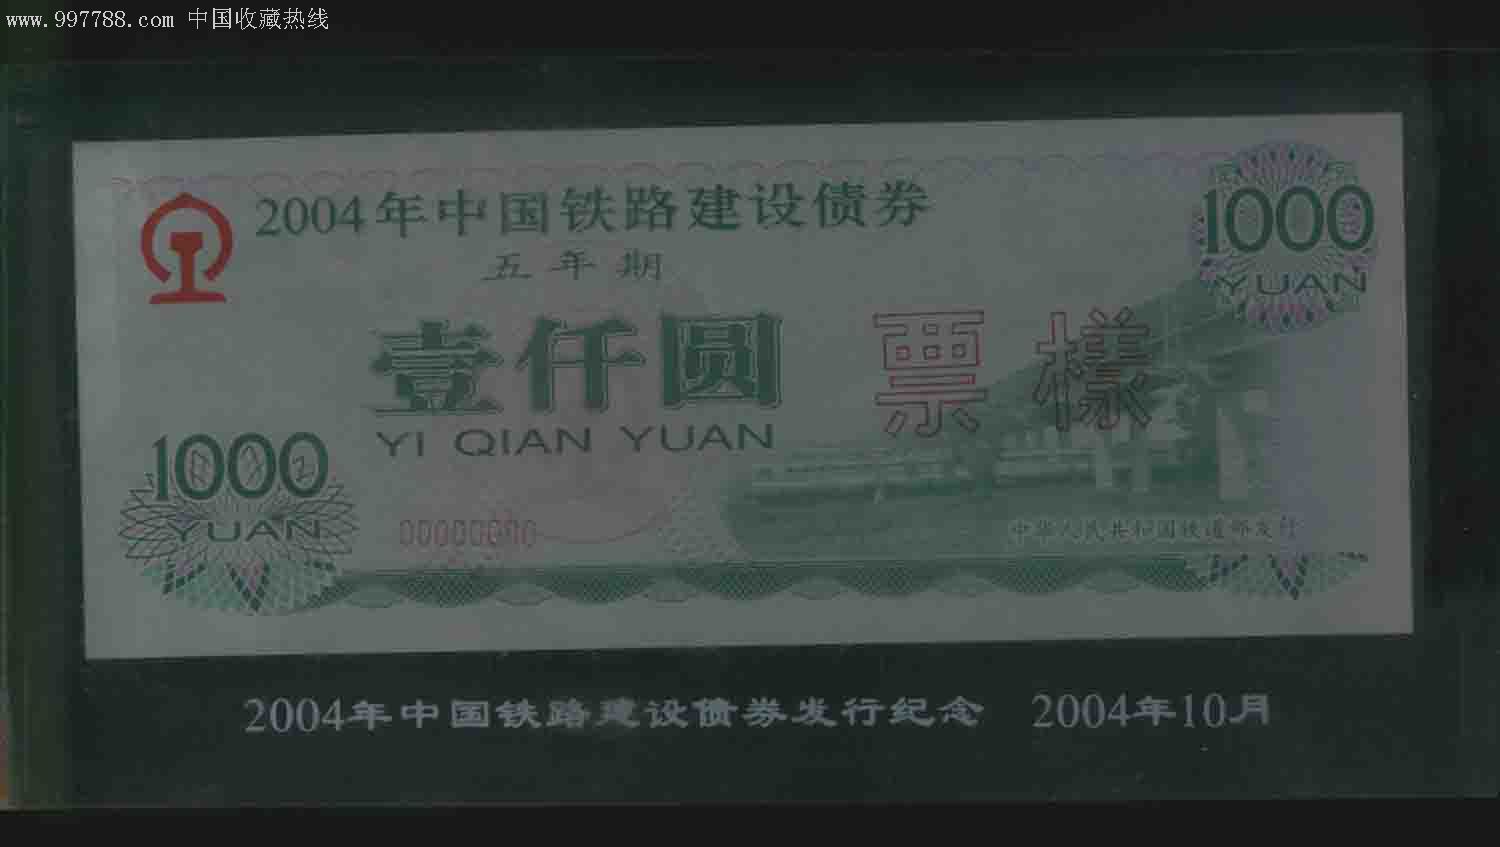 www.997788.com 中国收藏热线
2004年中国铁路建设债券
五年期
1000
YUAN
壹仟圆
票樣
YI QIAN YUAN
1000
YUAN
00000000
中华人民共和国铁道部发行
2004年中国铁路建设债券发行纪念 2004年10月